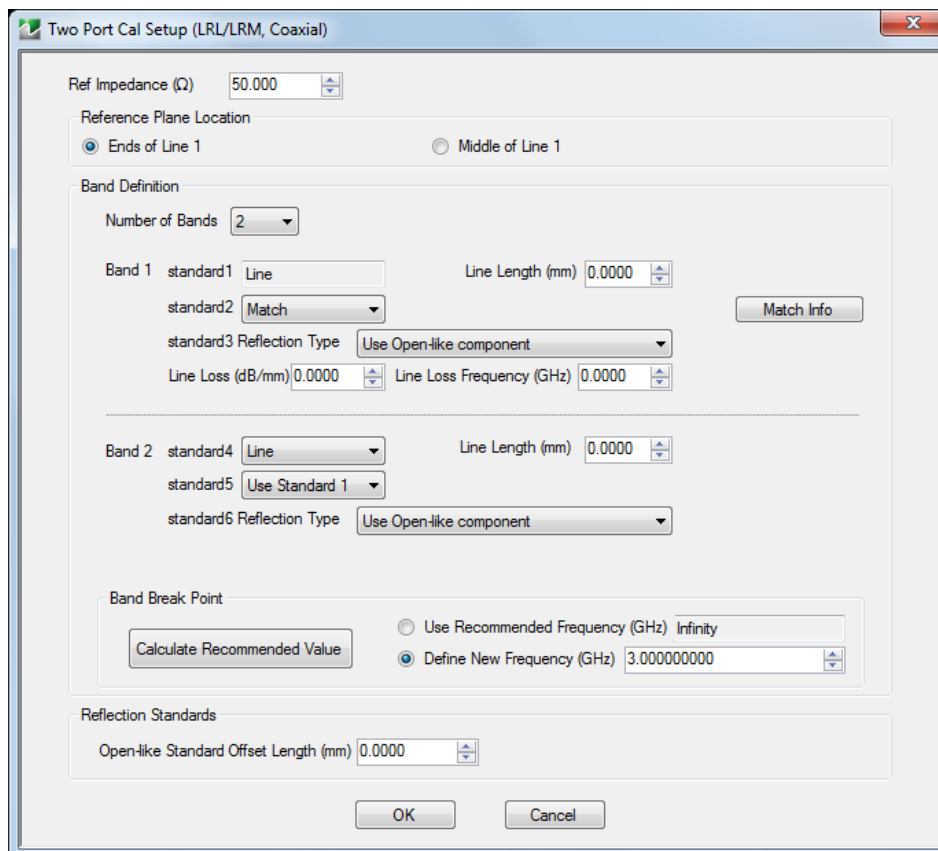 Two Port Cal Setup (LRL/LRM, Coaxial)
Ref Impedance (Ω) 50.000
Reference Plane Location
Ends of Line 1 Middle of Line 1
Band Definition
Number of Bands 2
Band 1 standard1 Line Line Length (mm) 0.0000
standard2 Match Match Info
standard3 Reflection Type Use Open-like component
Line Loss (dB/mm) 0.0000 Line Loss Frequency (GHz) 0.0000
Band 2 standard4 Line Line Length (mm) 0.0000
standard5 Use Standard 1
standard6 Reflection Type Use Open-like component
Band Break Point
Use Recommended Frequency (GHz) Infinity
Calculate Recommended Value
Define New Frequency (GHz) 3.000000000
Reflection Standards
Open-like Standard Offset Length (mm) 0.0000
OK Cancel